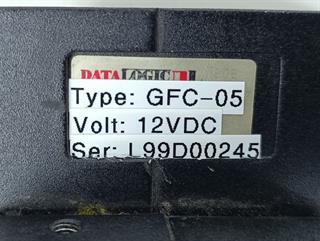 DATALOGIC
Type: GFC-05
Volt: 12VDC
Ser: L99D00245